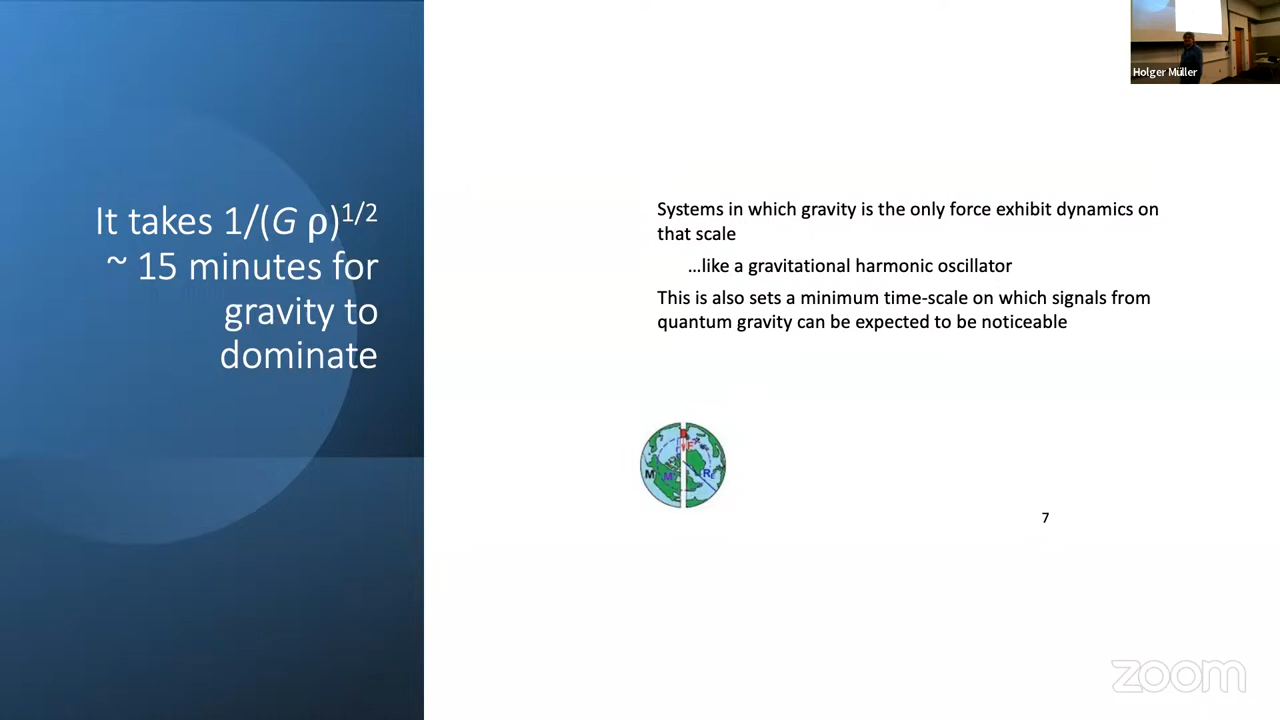 It takes 1/(G ρ)^1/2
~ 15 minutes for
gravity to
dominate
Systems in which gravity is the only force exhibit dynamics on
that scale
...like a gravitational harmonic oscillator
This is also sets a minimum time-scale on which signals from
quantum gravity can be expected to be noticeable
M
F
R
7
Holger Müller
zoom